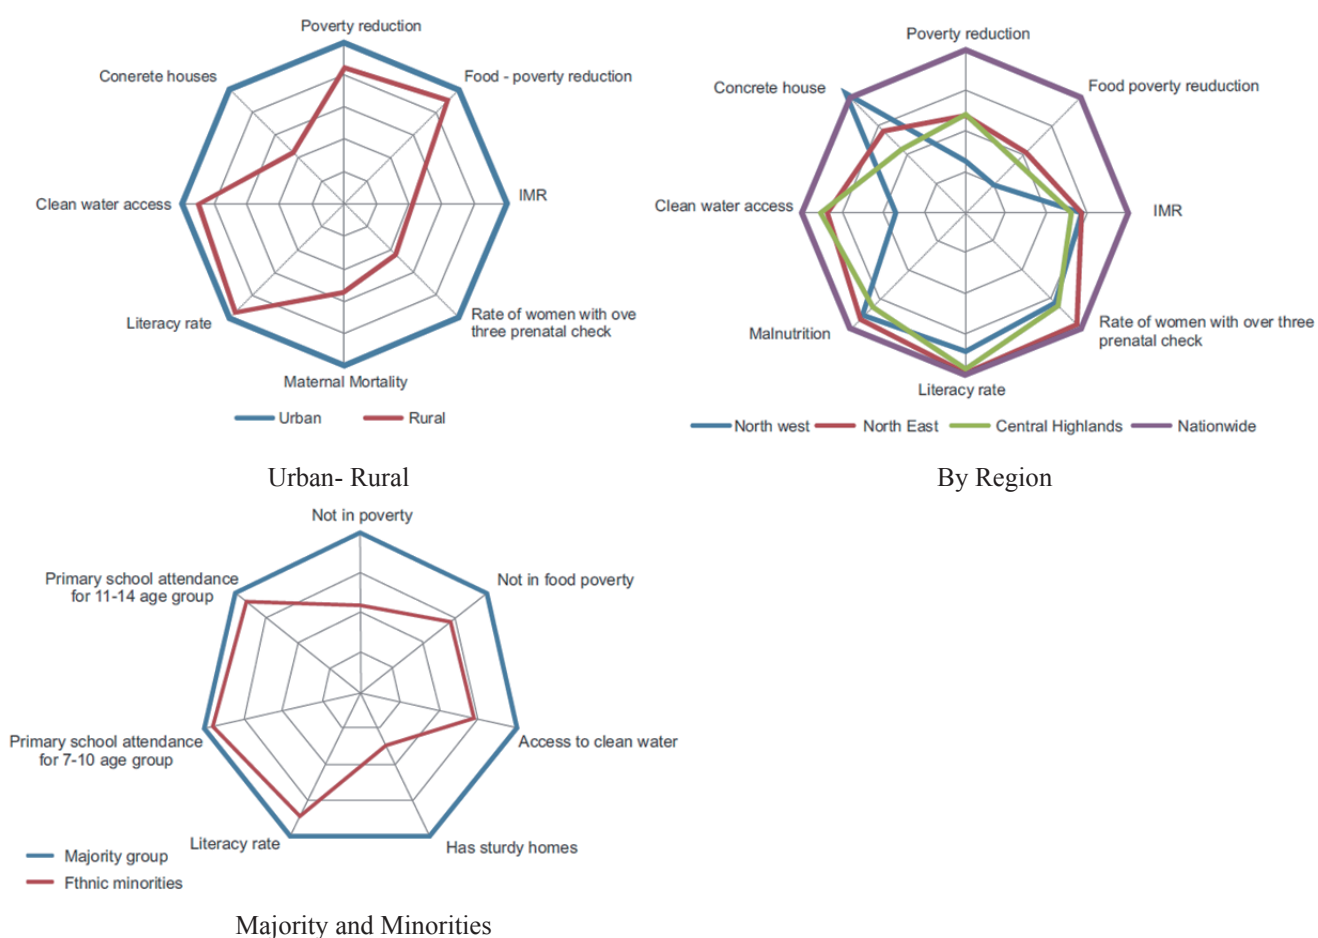 Poverty reduction
Conerete houses
Food - poverty reduction
Clean water access
IMR
Literacy rate
Rate of women with ove
three prenatal check
Maternal Mortality
Urban
Rural
Urban- Rural
Poverty reduction
Concrete house
Food poverty reuduction
Clean water access
IMR
Malnutrition
Rate of women with over three
prenatal check
Literacy rate
North west
North East
Central Highlands
Nationwide
By Region
Not in poverty
Primary school attendance
for 11-14 age group
Not in food poverty
Primary school attendance
for 7-10 age group
Access to clean water
Literacy rate
Has sturdy homes
Majority group
Fthnic minorities
Majority and Minorities